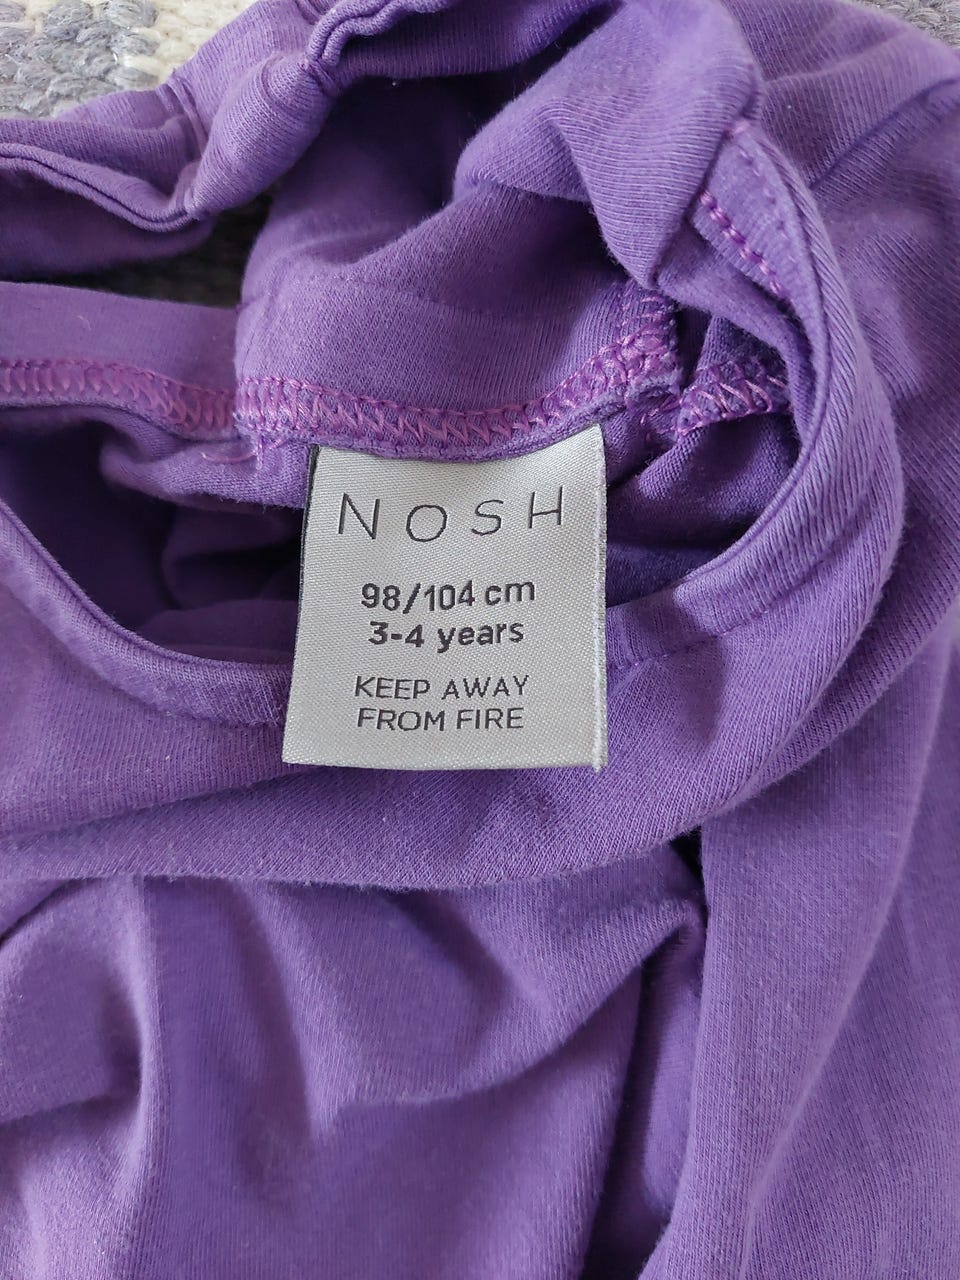 NOSH
98/104 cm
3-4 years
KEEP AWAY
FROM FIRE